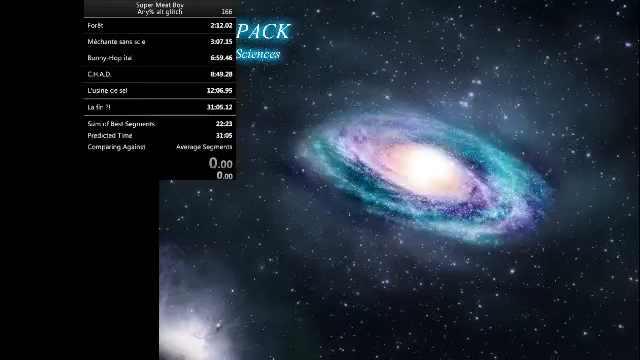 Super Meat Boy
Any% alt glitch 166
Forêt 2:12.02
Méchante sans scie 3:07.15
Bunny-Hop ital 6:59.46
C.H.A.D. 8:49.28
L'usine de sel 12:06.95
La fin ?! 31:05.12
Sum of Best Segments 22:23
Predicted Time 31:05
Comparing Against Average Segments
0.00
0.00
PACK
Sciences